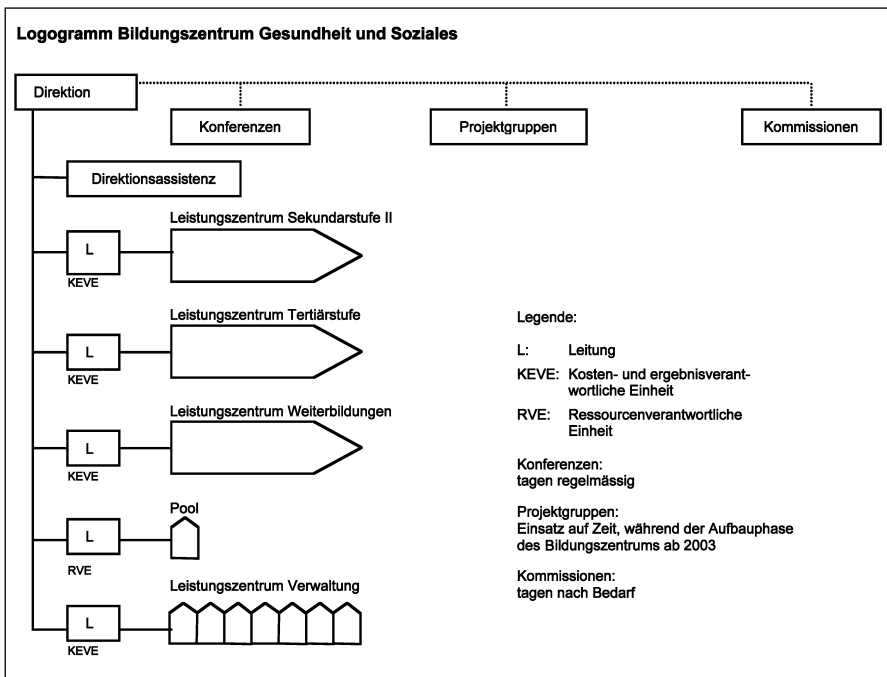 Logogramm Bildungszentrum Gesundheit und Soziales
Direktion
Konferenzen
Projektgruppen
Kommissionen
Direktionsassistenz
Leistungszentrum Sekundarstufe II
L
KEVE
Leistungszentrum Tertiärstufe
L
KEVE
Leistungszentrum Weiterbildungen
L
KEVE
Pool
L
RVE
Leistungszentrum Verwaltung
L
KEVE
Legende:
L: Leitung
KEVE: Kosten- und ergebnisverant-
wortliche Einheit
RVE: Ressourcenverantwortliche
Einheit
Konferenzen:
tagen regelmässig
Projektgruppen:
Einsatz auf Zeit, während der Aufbauphase
des Bildungszentrums ab 2003
Kommissionen:
tagen nach Bedarf